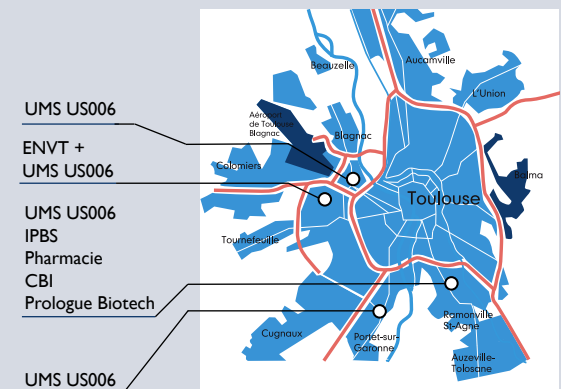 UMS US006
ENVT +
UMS US006
UMS US006
IPBS
Pharmacie
CBI
Prologue Biotech
UMS US006
Beauzelle
Aucamville
L'Union
Aéroport
de Toulouse
Blagnac
Blagnac
Colomiers
Balma
Toulouse
Tournefeuille
Ramonville
St-Agne
Cugnaux
Portet-sur-
Garonne
Auzeville-
Tolosane